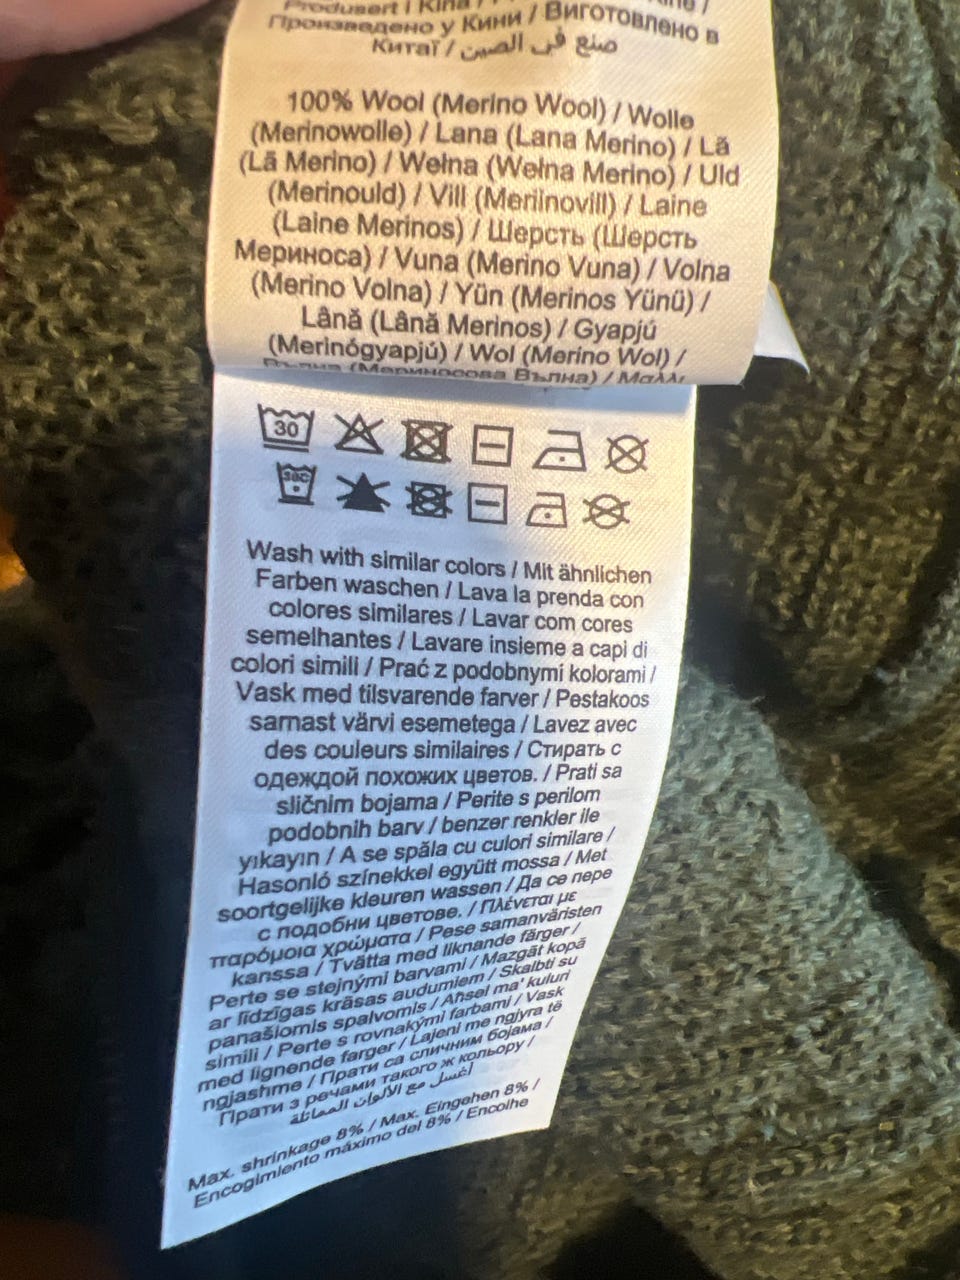 Produsert i Kina /
Произведено у Кини / Виготовлено в
Китаї / صنع في الصين
100% Wool (Merino Wool) / Wolle
(Merinowolle) / Lana (Lana Merino) / Lã
(Lã Merino) / Wełna (Wełna Merino) / Uld
(Merinould) / Vill (Meriinovill) / Laine
(Laine Merinos) / Шерсть (Шерсть
Мериноса) / Vuna (Merino Vuna) / Volna
(Merino Volna) / Yün (Merinos Yünü) /
Lână (Lână Merinos) / Gyapjú
(Merinógyapjú) / Wol (Merino Wol) /
Вълна (Мериносова Вълна) / Μαλλί
30
Wash with similar colors / Mit ähnlichen
Farben waschen / Lava la prenda con
colores similares / Lavar com cores
semelhantes / Lavare insieme a capi di
colori simili / Prać z podobnymi kolorami /
Vask med tilsvarende farver / Pestakoos
sarnast värvi esemetega / Lavez avec
des couleurs similaires / Стирать с
одеждой похожих цветов. / Prati sa
sličnim bojama / Perite s perilom
podobnih barv / benzer renkler ile
yıkayın / A se spăla cu culori similare /
Hasonló színekkel együtt mossa / Met
soortgelijke kleuren wassen / Да се пере
с подобни цветове. / Πλένεται με
παρόμοια χρώματα / Pese samanväristen
kanssa / Tvätta med liknande färger /
Perte se stejnými barvami / Mazgāt kopā
ar līdzīgas krāsas audumiem / Skalbti su
panašiomis spalvomis / Aħsel ma' kuluri
simili / Perte s rovnakými farbami / Vask
med lignende farger / Lajeni me ngjyra të
ngjashme / Прати са сличним бојама /
Прати з речами такого ж кольору /
أغسل مع الألوان المماثلة
Max. shrinkage 8% / Max. Eingehen 8% /
Encogimiento máximo del 8% / Encolhe